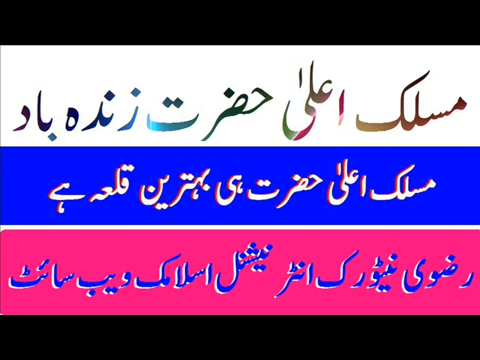 مسلک اعلیٰ حضرت زندہ باد
مسلک اعلیٰ حضرت ہی بہترین قلعہ ہے
رضوی نیٹورک انٹرنیشنل اسلامک ویب سائٹ